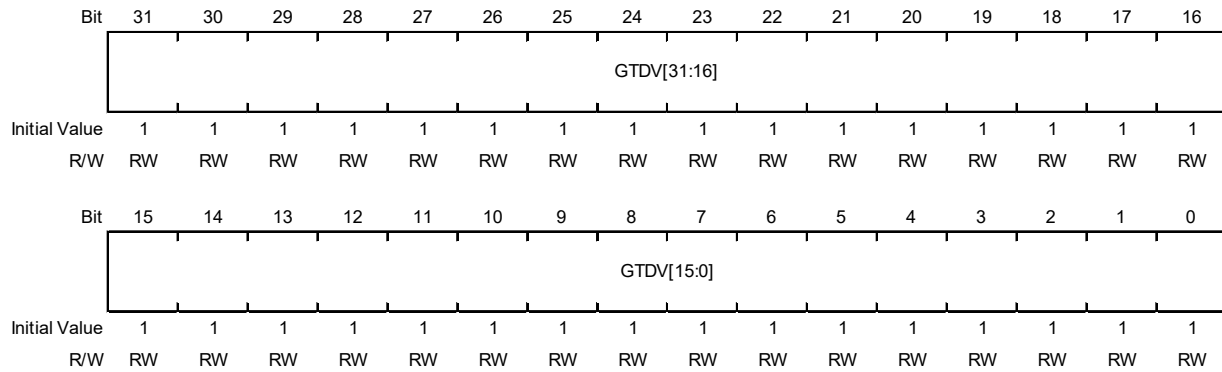 Bit 31 30 29 28 27 26 25 24 23 22 21 20 19 18 17 16
GTDV[31:16]
Initial Value 1 1 1 1 1 1 1 1 1 1 1 1 1 1 1 1
R/W RW RW RW RW RW RW RW RW RW RW RW RW RW RW RW RW
Bit 15 14 13 12 11 10 9 8 7 6 5 4 3 2 1 0
GTDV[15:0]
Initial Value 1 1 1 1 1 1 1 1 1 1 1 1 1 1 1 1
R/W RW RW RW RW RW RW RW RW RW RW RW RW RW RW RW RW